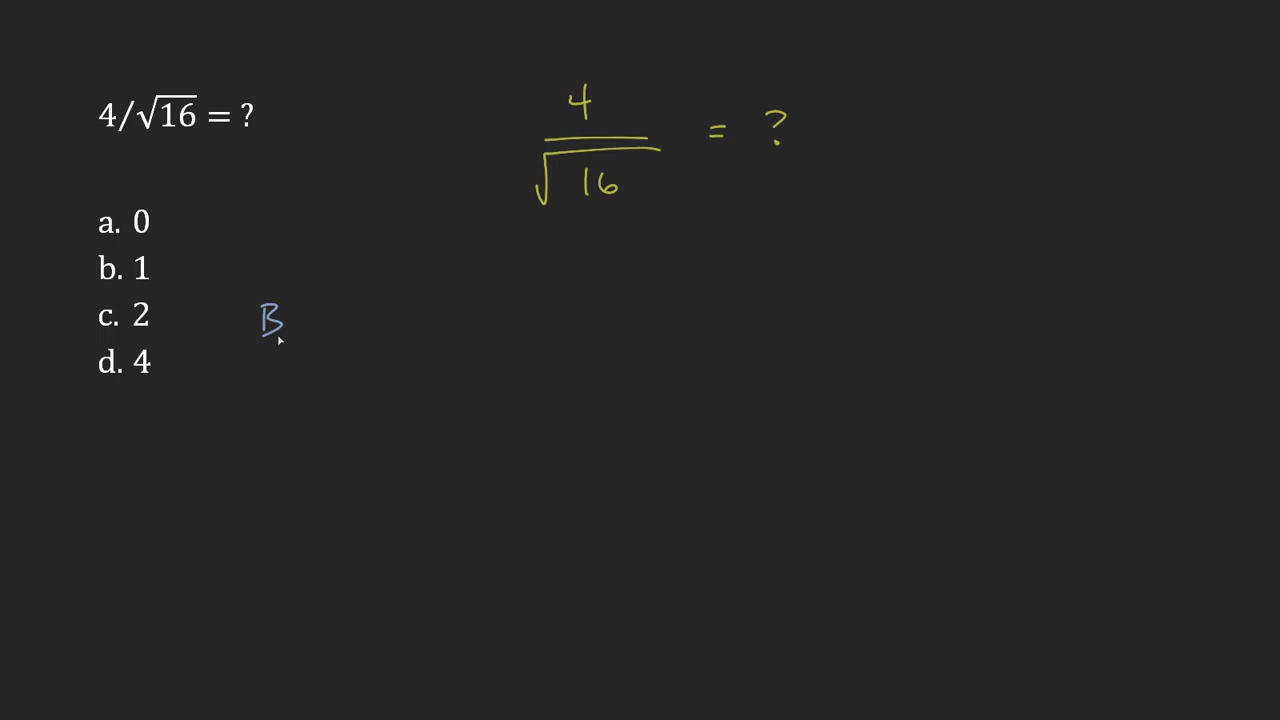 4/√16 = ?
a. 0
b. 1
c. 2
d. 4
B
4
√16 = ?